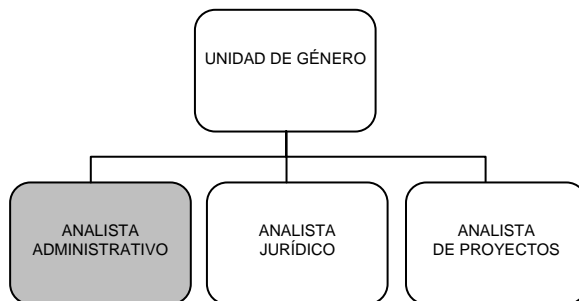 UNIDAD DE GÉNERO
ANALISTA
ADMINISTRATIVO
ANALISTA
JURÍDICO
ANALISTA
DE PROYECTOS